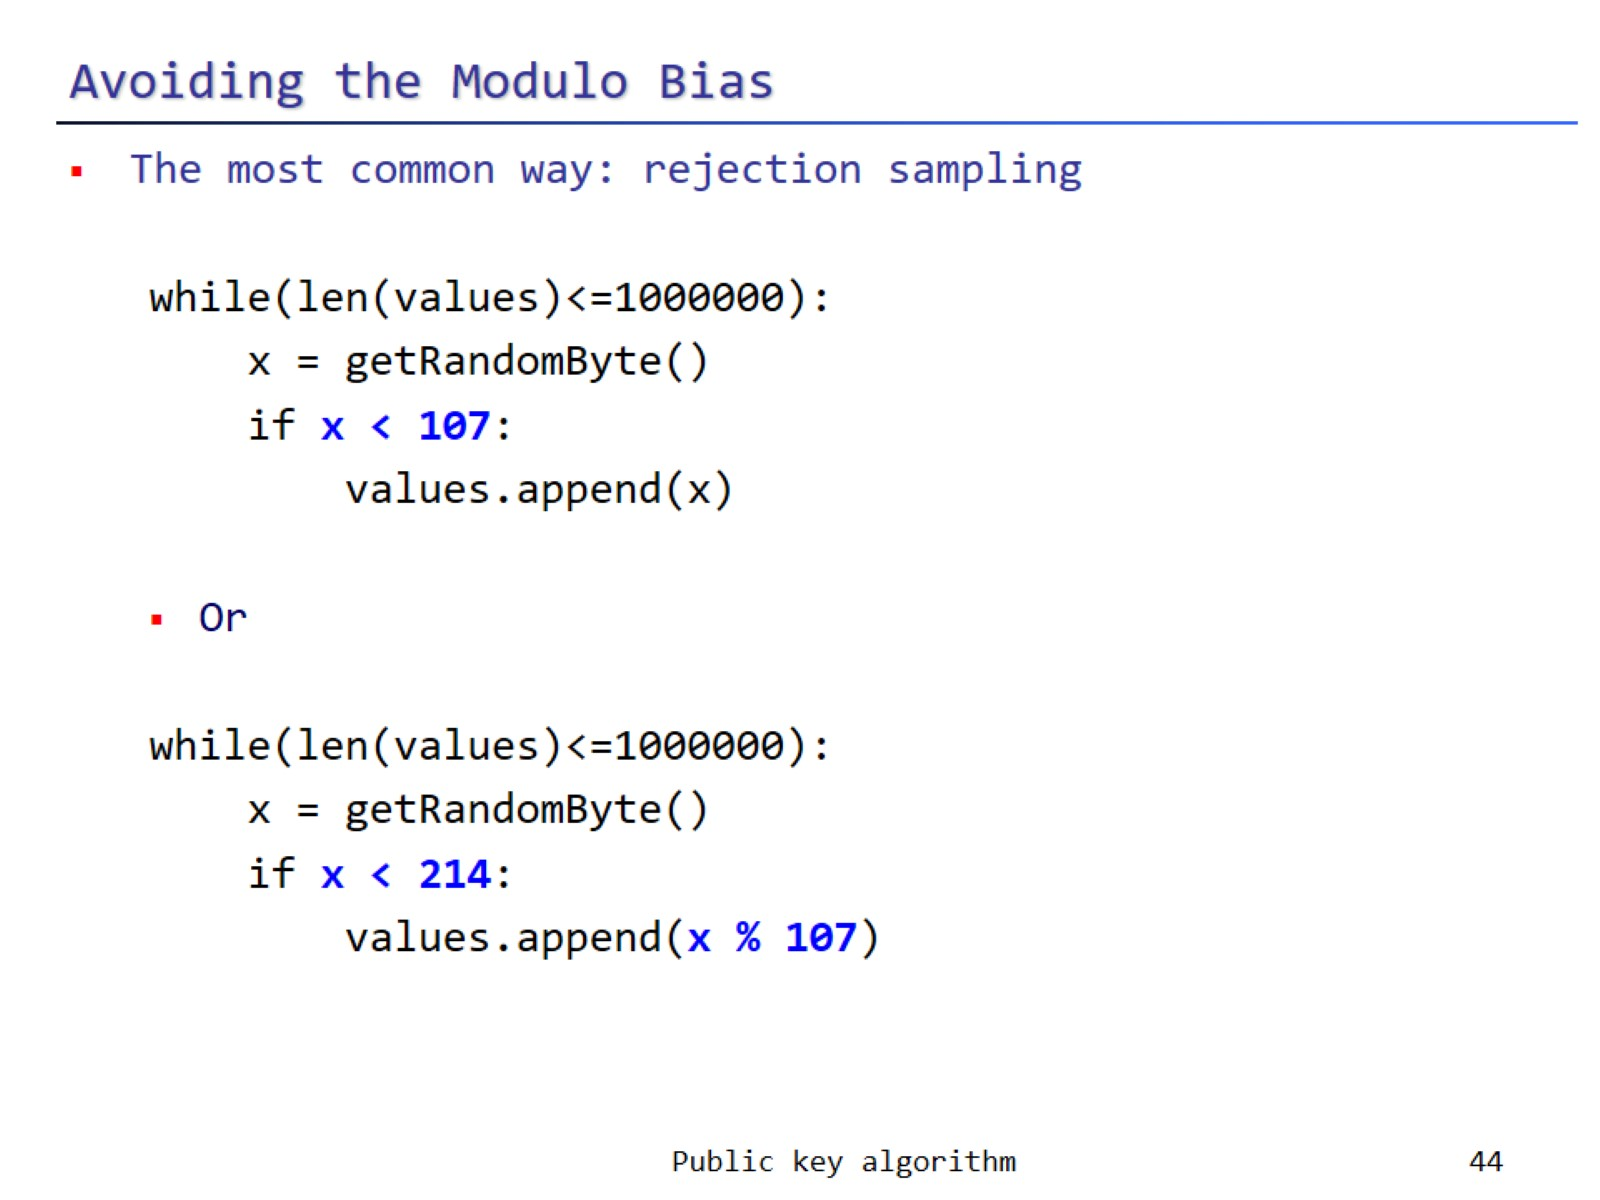 Avoiding the Modulo Bias
▪ The most common way: rejection sampling
while(len(values)<=1000000):
    x = getRandomByte()
    if x < 107:
        values.append(x)
▪ Or
while(len(values)<=1000000):
    x = getRandomByte()
    if x < 214:
        values.append(x % 107)
Public key algorithm
44